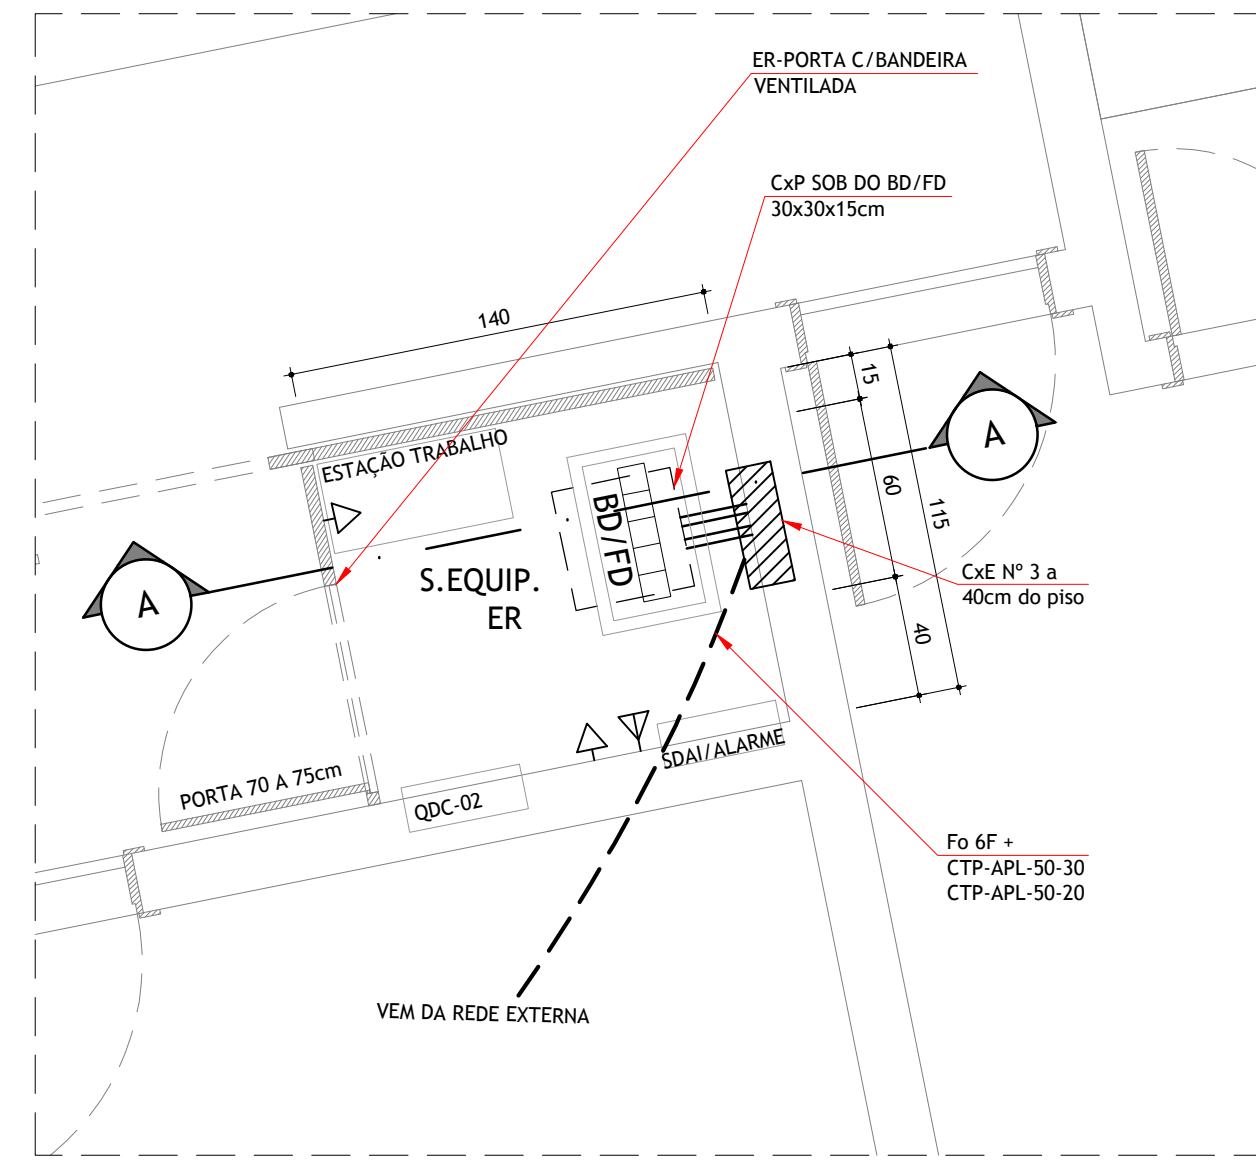 ER-PORTA C/BANDEIRA
VENTILADA
CxP SOB DO BD/FD
30x30x15cm
140
15
60
115
40
A
ESTAÇÃO TRABALHO
BD/FD
S.EQUIP.
ER
A
CxE Nº 3 a
40cm do piso
PORTA 70 A 75cm
QDC-02
SDAI/ALARME
Fo 6F +
CTP-APL-50-30
CTP-APL-50-20
VEM DA REDE EXTERNA